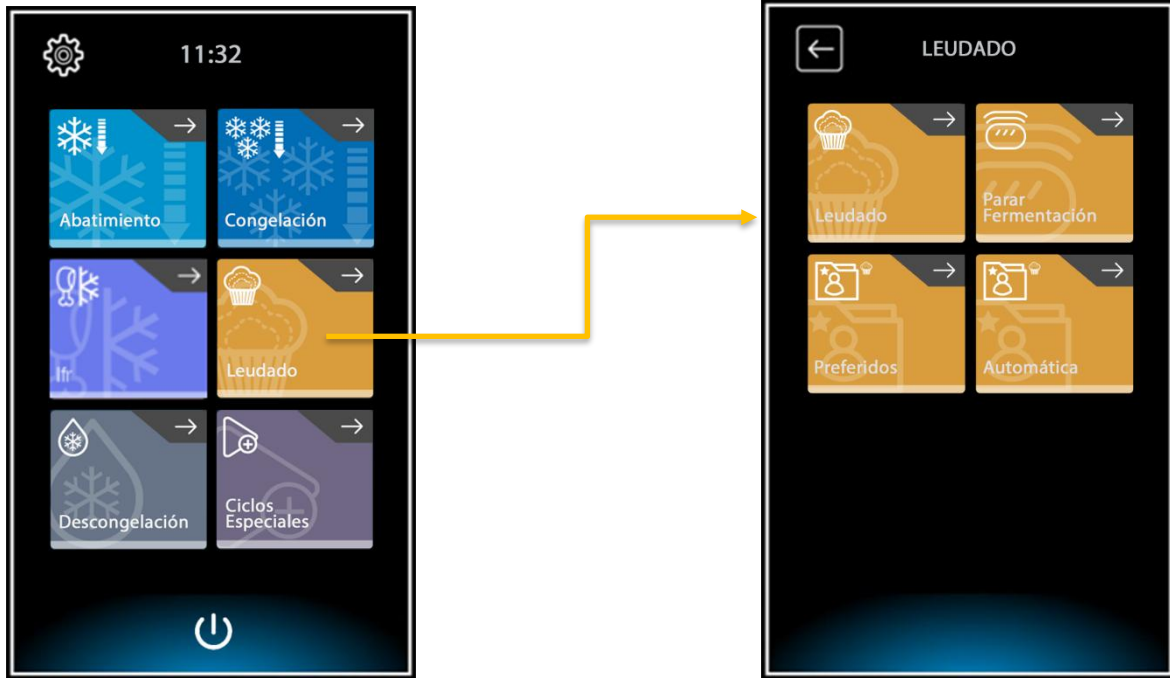 11:32
Abatimiento
Congelación
Ifr
Leudado
Descongelación
Ciclos
Especiales
LEUDADO
Leudado
Parar
Fermentación
Preferidos
Automática